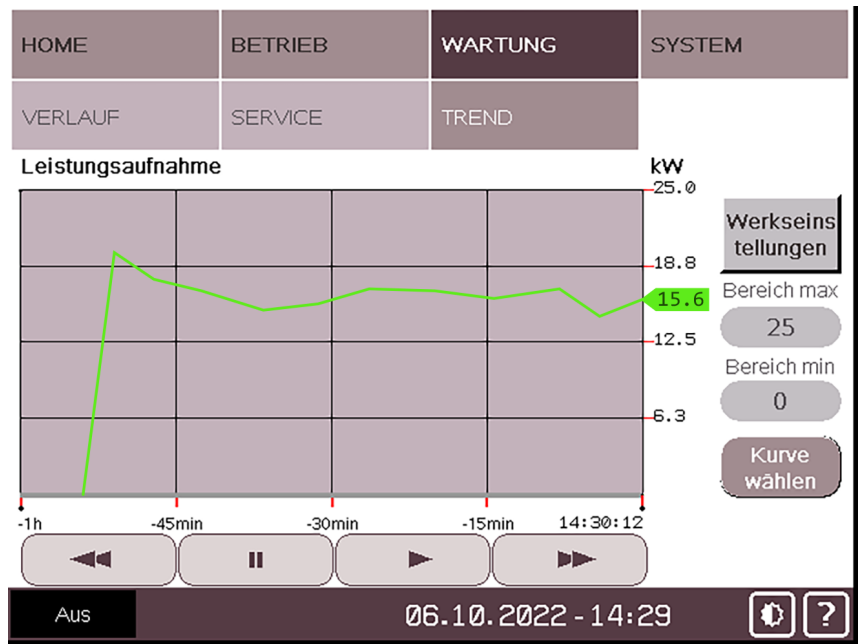 HOME BETRIEB WARTUNG SYSTEM
VERLAUF SERVICE TREND
Leistungsaufnahme kW
25.0
Werkseins
tellungen
18.8
Bereich max
15.6
25
12.5
Bereich min
0
6.3
Kurve
wählen
-1h -45min -30min -15min 14:30:12
Aus 06.10.2022 - 14:29 ?